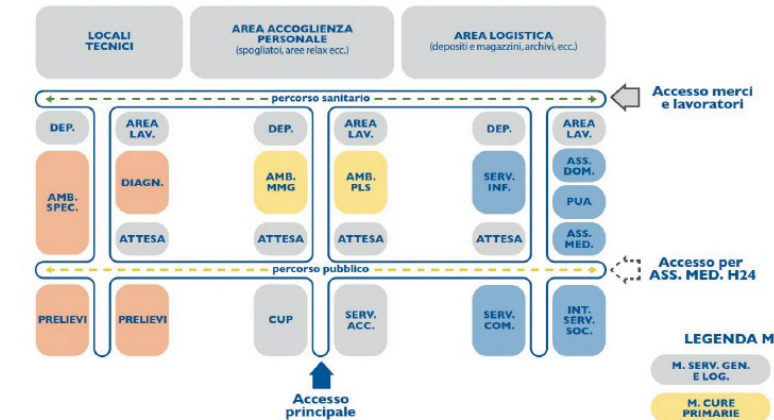 LOCALI
TECNICI
AREA ACCOGLIENZA
PERSONALE
(spogliatoi, aree relax ecc.)
AREA LOGISTICA
(depositi e magazzini, archivi, ecc.)
percorso sanitario
Accesso merci
e lavoratori
DEP.
AREA
LAV.
DEP.
AREA
LAV.
DEP.
AREA
LAV.
AMB.
SPEC.
DIAGN.
AMB.
MMG
AMB.
PLS
SERV.
INF.
ASS.
DOM.
PUA
ATTESA
ATTESA
ATTESA
ATTESA
ASS.
MED.
percorso pubblico
Accesso per
ASS. MED. H24
PRELIEVI
PRELIEVI
CUP
SERV.
ACC.
SERV.
COM.
INT.
SERV.
SOC.
Accesso
principale
LEGENDA M
M. SERV. GEN.
E LOG.
M. CURE
PRIMARIE